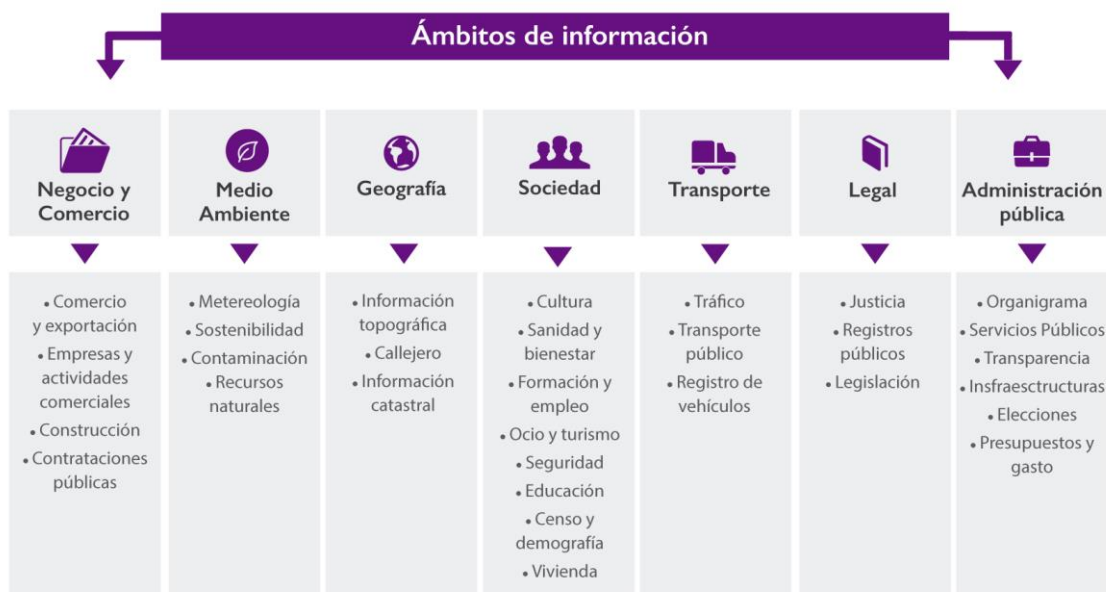 Ámbitos de información
Negocio y
Comercio
• Comercio
y exportación
• Empresas y
actividades
comerciales
• Construcción
• Contrataciones
públicas
Medio
Ambiente
• Metereología
• Sostenibilidad
• Contaminación
• Recursos
naturales
Geografía
• Información
topográfica
• Callejero
• Información
catastral
Sociedad
• Cultura
• Sanidad y
bienestar
• Formación y
empleo
• Ocio y turismo
• Seguridad
• Educación
• Censo y
demografía
• Vivienda
Transporte
• Tráfico
• Transporte
público
• Registro de
vehículos
Legal
• Justicia
• Registros
públicos
• Legislación
Administración
pública
• Organigrama
• Servicios Públicos
• Transparencia
• Insfraesctructuras
• Elecciones
• Presupuestos y
gasto